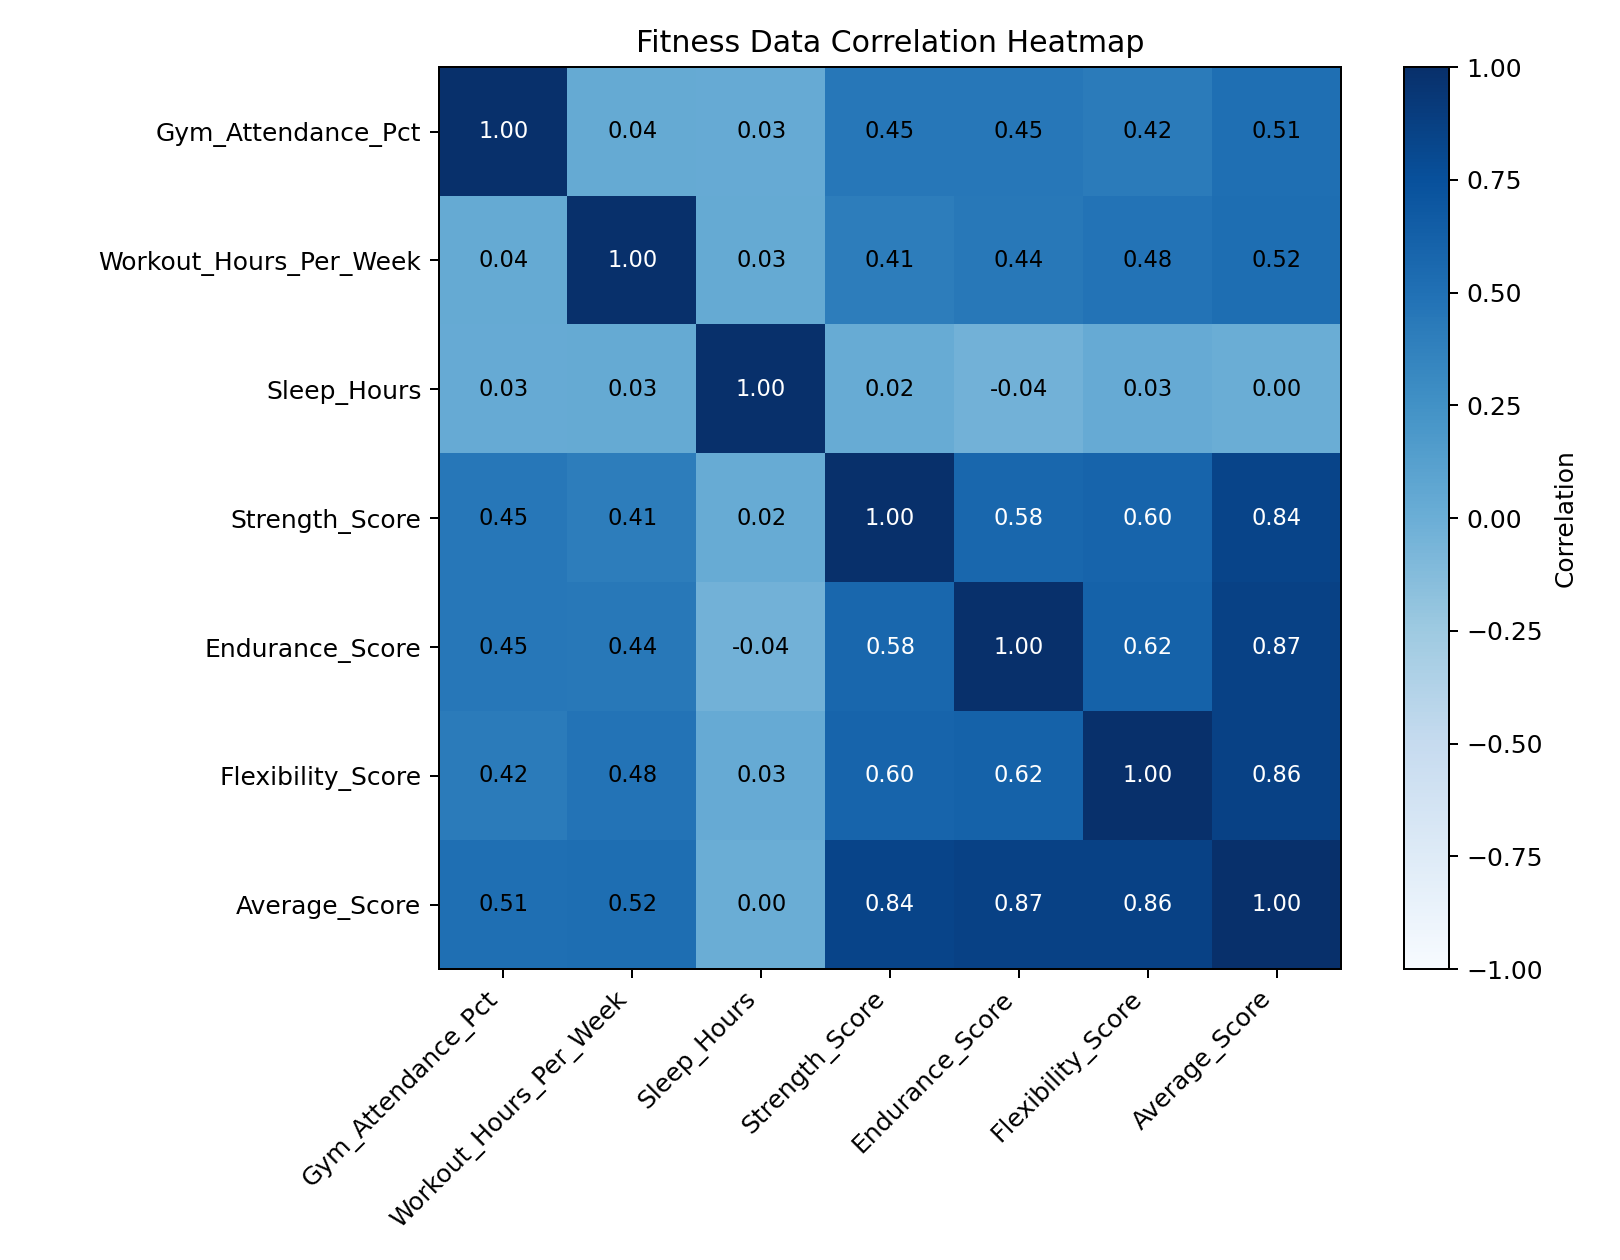 Fitness Data Correlation Heatmap
Gym_Attendance_Pct 1.00 0.04 0.03 0.45 0.45 0.42 0.51
Workout_Hours_Per_Week 0.04 1.00 0.03 0.41 0.44 0.48 0.52
Sleep_Hours 0.03 0.03 1.00 0.02 -0.04 0.03 0.00
Strength_Score 0.45 0.41 0.02 1.00 0.58 0.60 0.84
Endurance_Score 0.45 0.44 -0.04 0.58 1.00 0.62 0.87
Flexibility_Score 0.42 0.48 0.03 0.60 0.62 1.00 0.86
Average_Score 0.51 0.52 0.00 0.84 0.87 0.86 1.00
Gym_Attendance_Pct
Workout_Hours_Per_Week
Sleep_Hours
Strength_Score
Endurance_Score
Flexibility_Score
Average_Score
1.00
0.75
0.50
0.25
0.00
−0.25
−0.50
−0.75
−1.00
Correlation